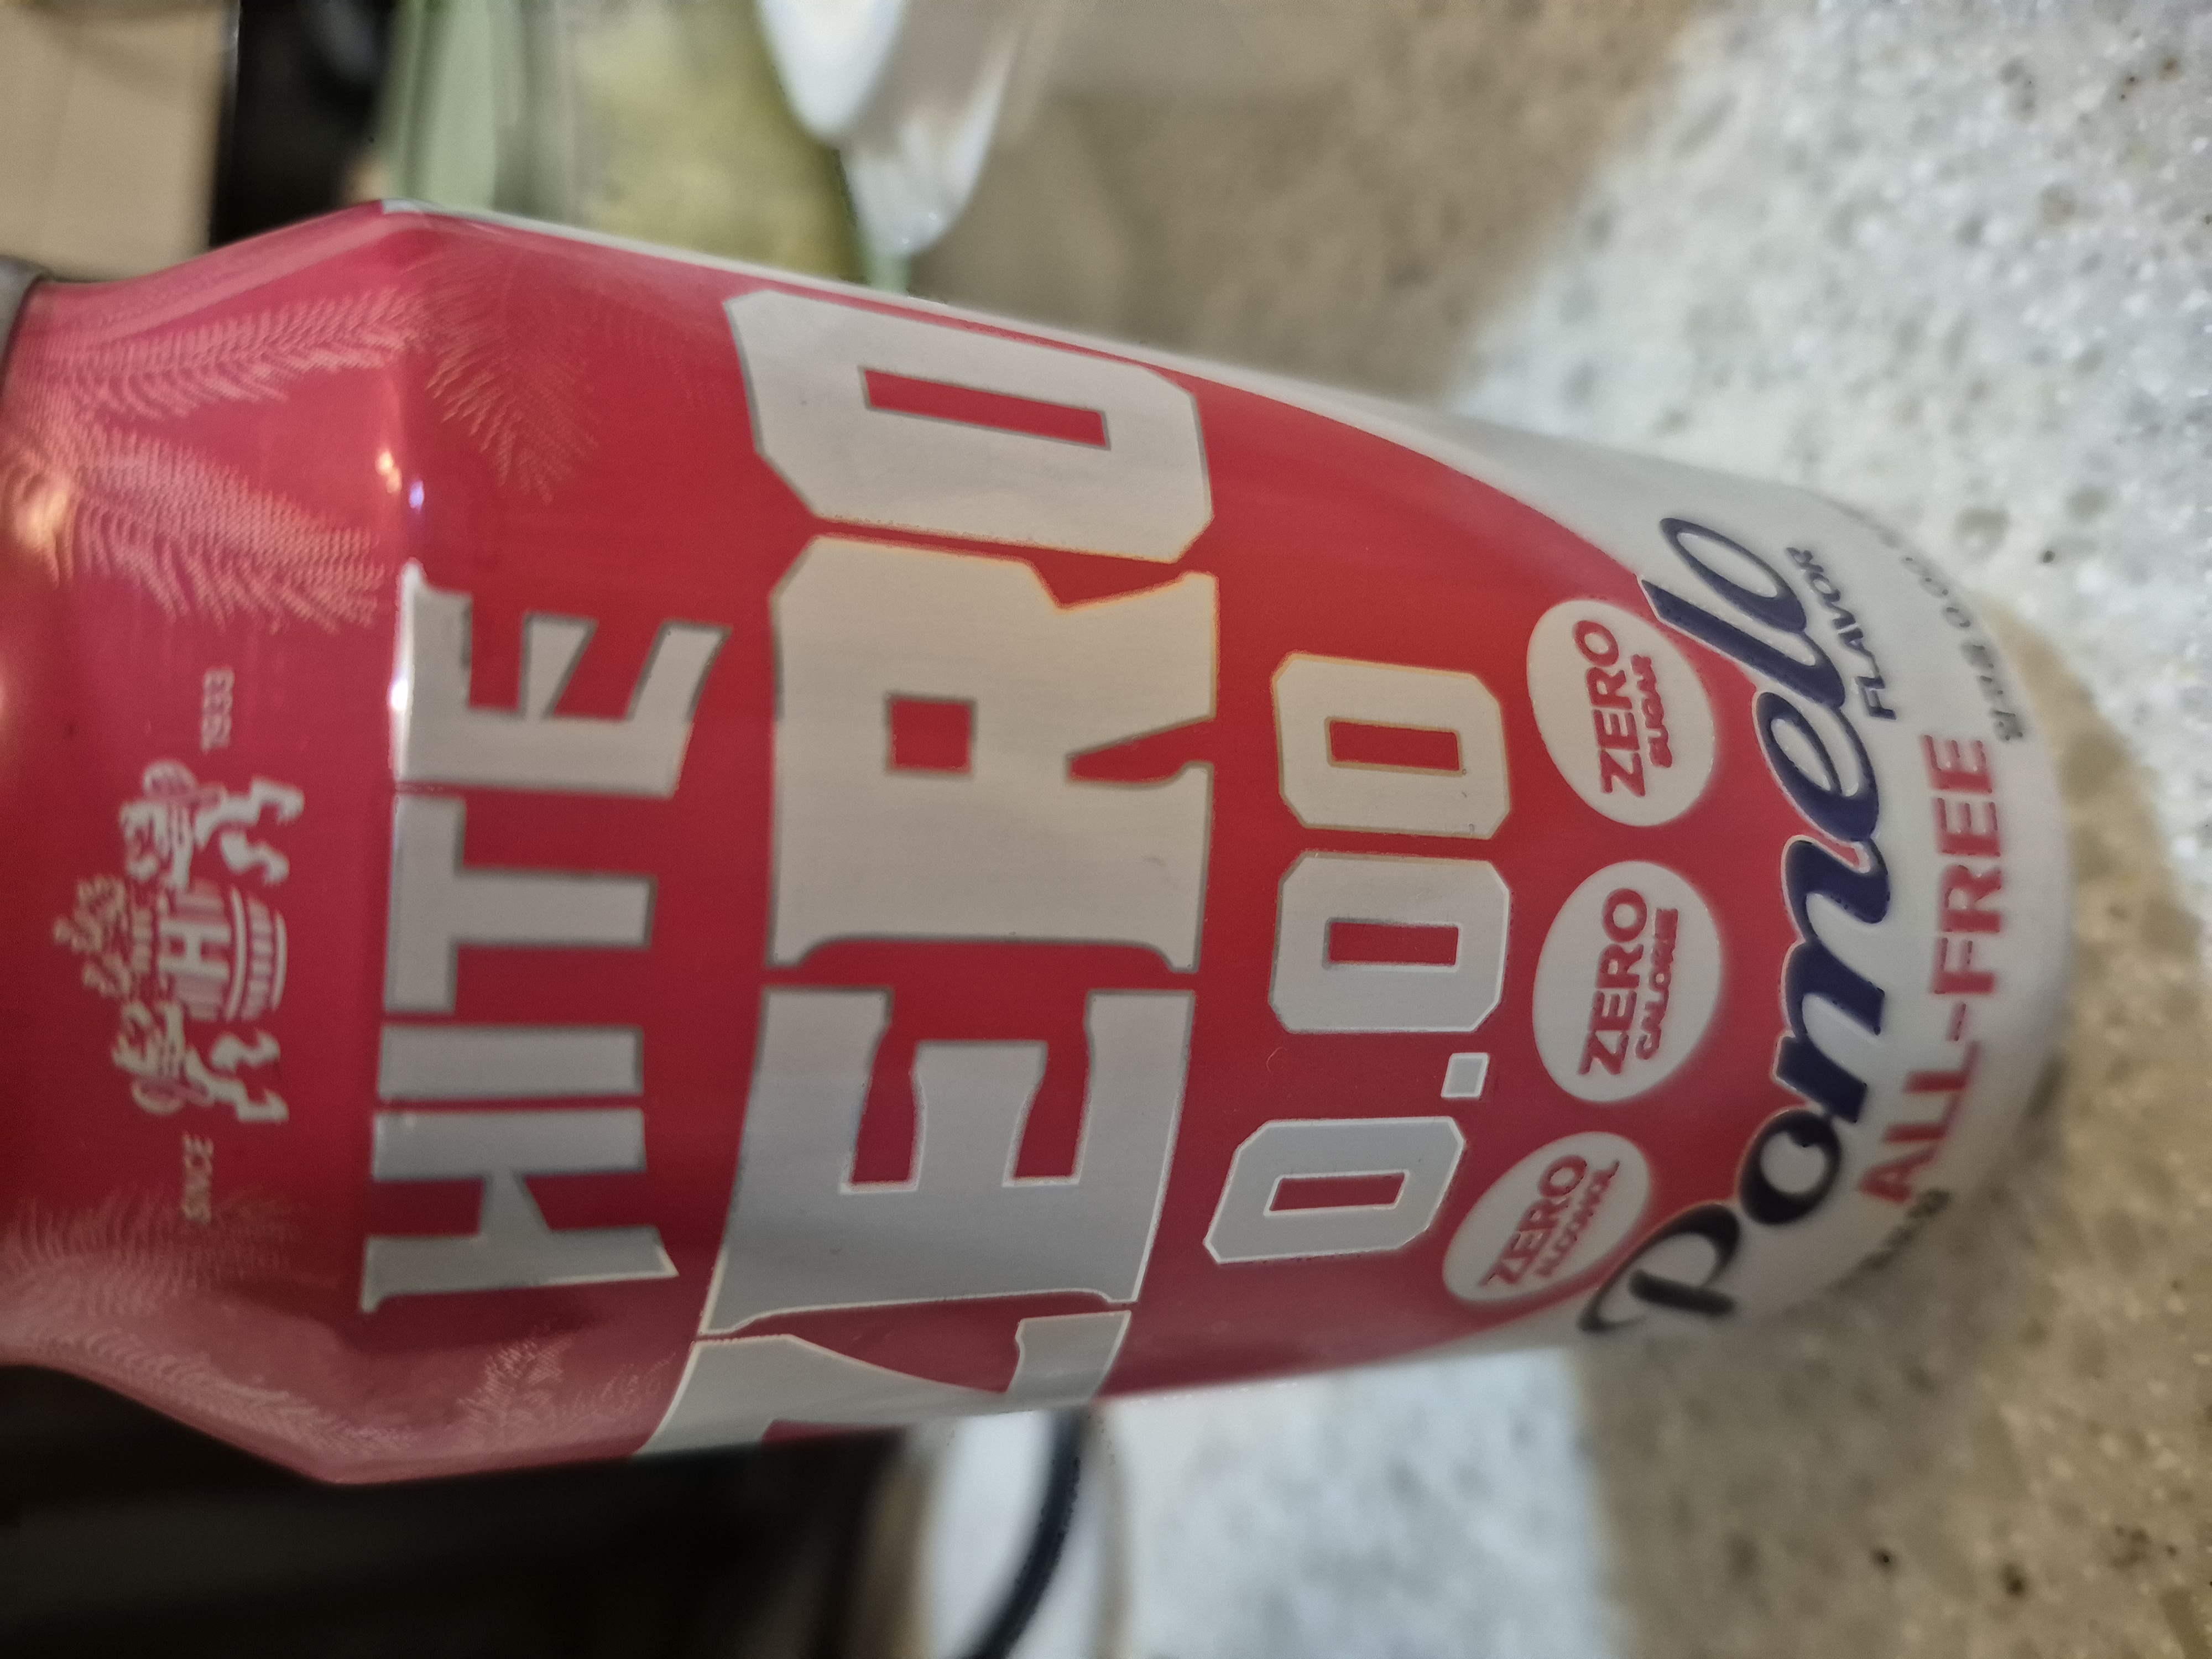 SINCE 1933
HITE
ZERO
0.00
ZERO ALCOHOL
ZERO CALORIE
ZERO SUGAR
Pomelo
FLAVOR
ALL-FREE